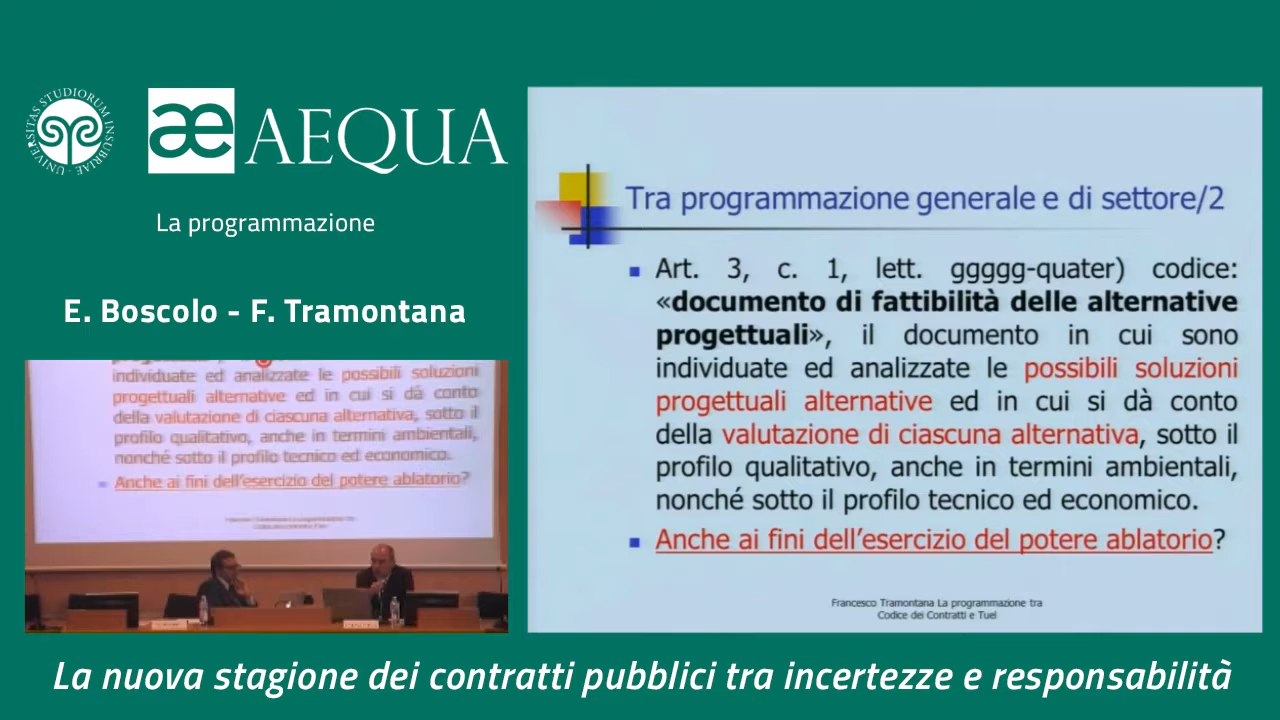 UNIVERSITAS STUDIORUM INSUBRIAE
æ AEQUA
La programmazione
E. Boscolo - F. Tramontana
individuate ed analizzate le possibili soluzioni
progettuali alternative ed in cui si dà conto
della valutazione di ciascuna alternativa, sotto il
profilo qualitativo, anche in termini ambientali,
nonché sotto il profilo tecnico ed economico.
Anche ai fini dell'esercizio del potere ablatorio?
Tra programmazione generale e di settore/2
Art. 3, c. 1, lett. ggggg-quater) codice:
«documento di fattibilità delle alternative
progettuali», il documento in cui sono
individuate ed analizzate le possibili soluzioni
progettuali alternative ed in cui si dà conto
della valutazione di ciascuna alternativa, sotto il
profilo qualitativo, anche in termini ambientali,
nonché sotto il profilo tecnico ed economico.
Anche ai fini dell'esercizio del potere ablatorio?
Francesco Tramontana La programmazione tra
Codice dei Contratti e Tuel
La nuova stagione dei contratti pubblici tra incertezze e responsabilità